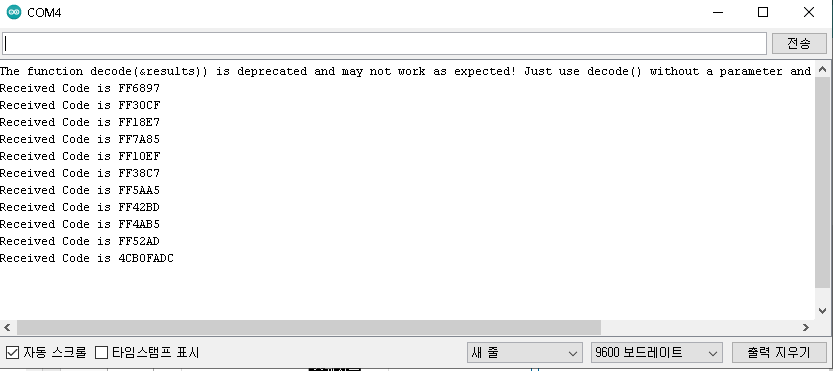 COM4
전송
The function decode(&results)) is deprecated and may not work as expected! Just use decode() without a parameter and
Received Code is FF6897
Received Code is FF30CF
Received Code is FF18E7
Received Code is FF7A85
Received Code is FF10EF
Received Code is FF38C7
Received Code is FF5AA5
Received Code is FF42BD
Received Code is FF4AB5
Received Code is FF52AD
Received Code is 4CB0FADC
자동 스크롤 타임스탬프 표시 새 줄 9600 보드레이트 출력 지우기